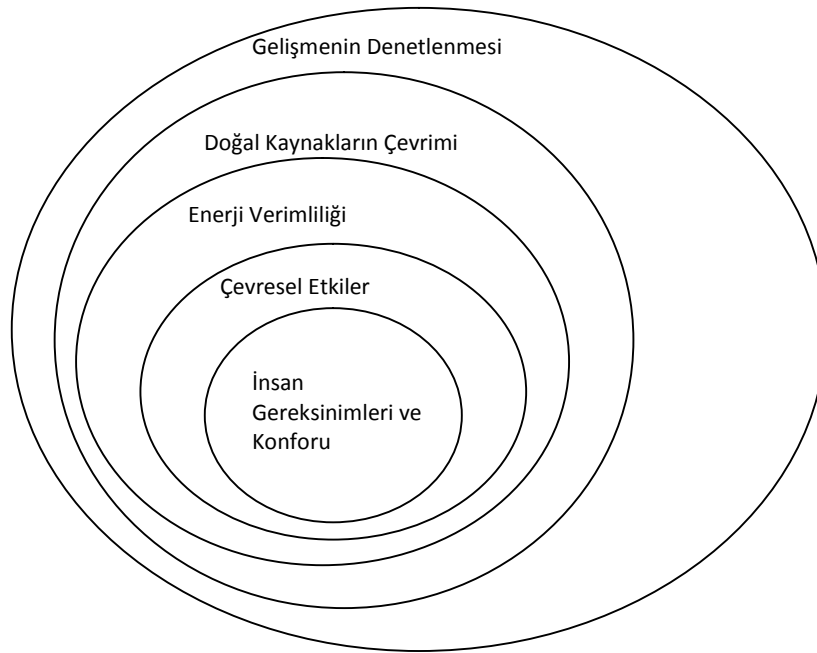 Gelişmenin Denetlenmesi
Doğal Kaynakların Çevrimi
Enerji Verimliliği
Çevresel Etkiler
İnsan
Gereksinimleri ve
Konforu